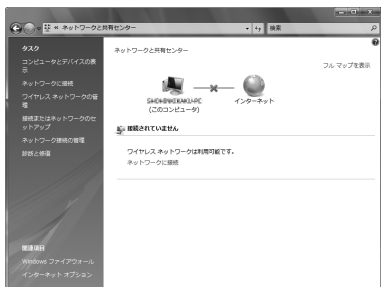 « ネットワークと共有センター
検索
タスク
コンピュータとデバイスの表
示
ネットワークに接続
ワイヤレス ネットワークの管
理
接続またはネットワークのセ
ットアップ
ネットワーク接続の管理
診断と修復
関連項目
Windows ファイアウォール
インターネット オプション
ネットワークと共有センター
フル マップを表示
(このコンピュータ)
インターネット
接続されていません
ワイヤレス ネットワークは利用可能です。
ネットワークに接続